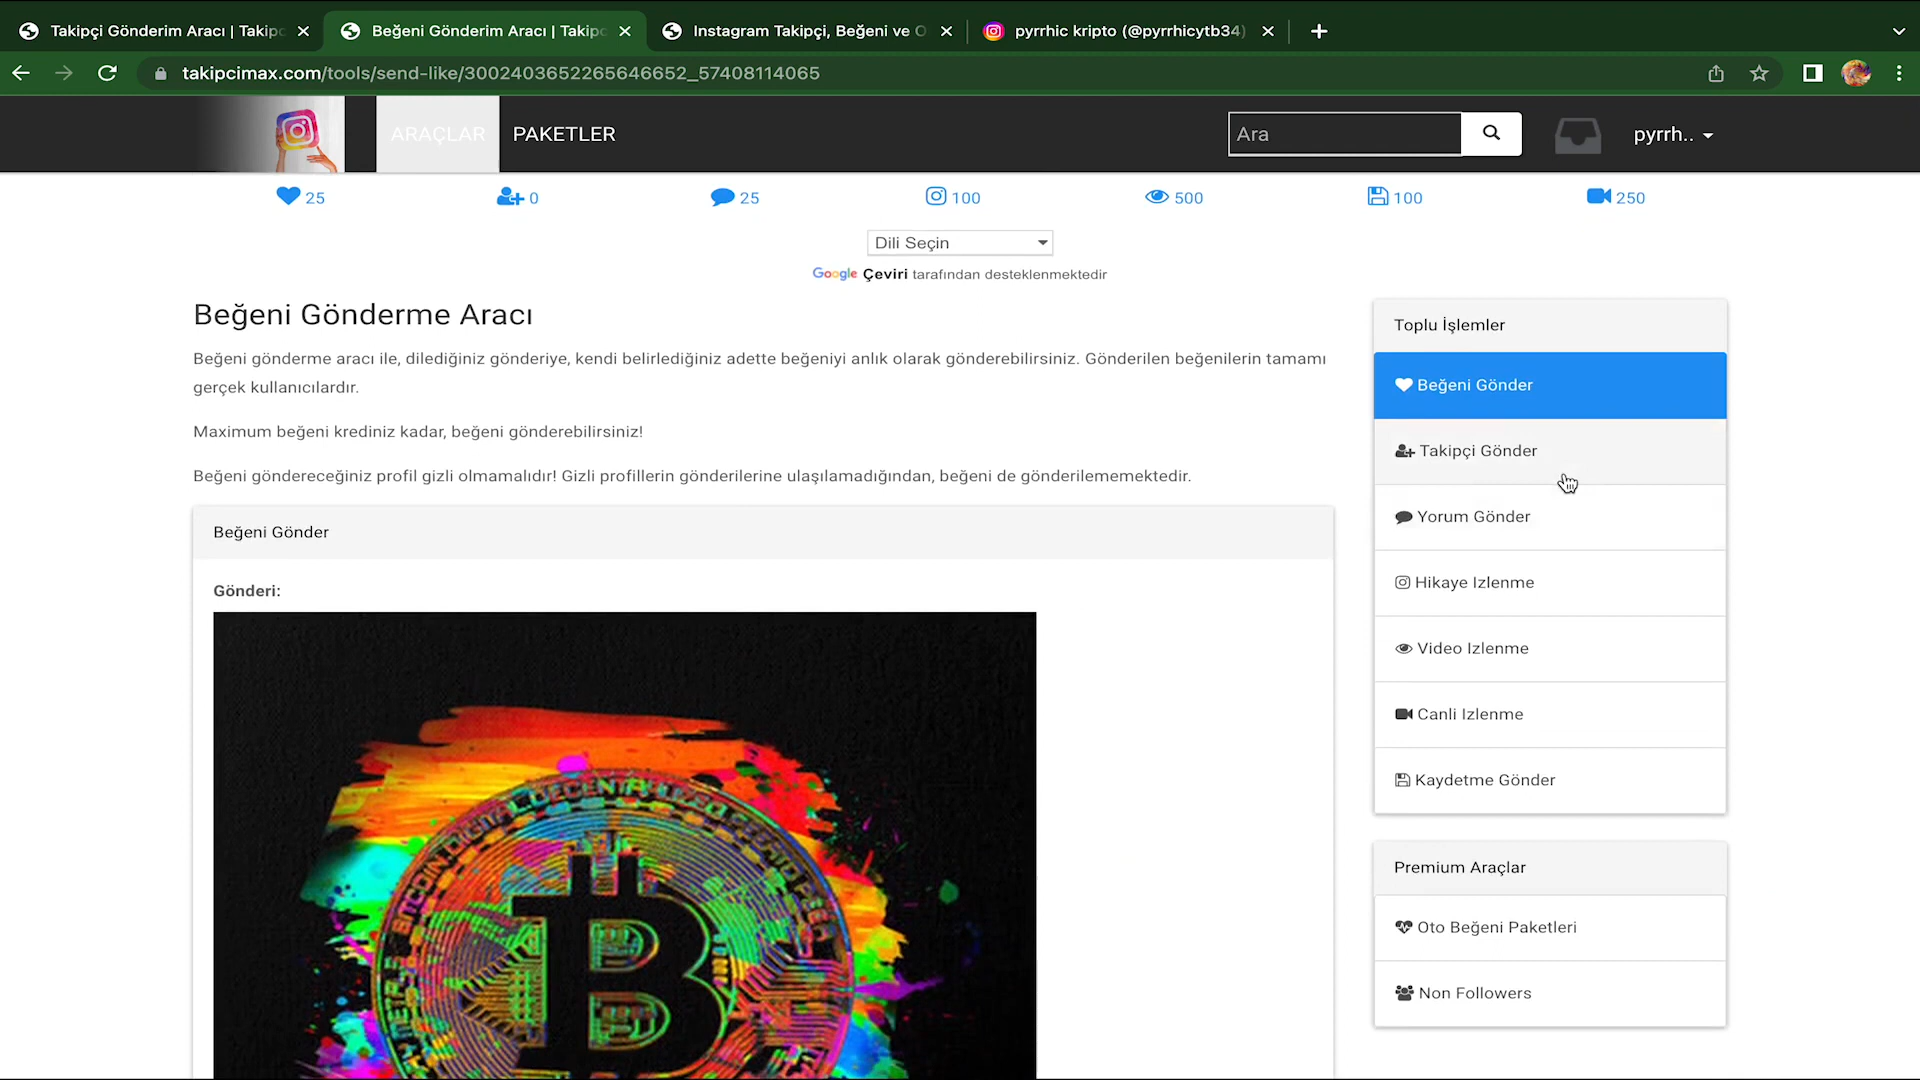 Takipçi Gönderim Aracı | Takip
Beğeni Gönderim Aracı | Takip
Instagram Takipçi, Beğeni ve O
pyrrhic kripto (@pyrrhicytb34)
takipcimax.com/tools/send-like/3002403652265646652_57408114065
ARAÇLAR
PAKETLER
Ara
pyrrh..
25
0
25
100
500
100
250
Dili Seçin
Google Çeviri tarafından desteklenmektedir
Beğeni Gönderme Aracı
Beğeni gönderme aracı ile, dilediğiniz gönderiye, kendi belirlediğiniz adette beğeniyi anlık olarak gönderebilirsiniz. Gönderilen beğenilerin tamamı
gerçek kullanıcılardır.
Maximum beğeni krediniz kadar, beğeni gönderebilirsiniz!
Beğeni göndereceğiniz profil gizli olmamalıdır! Gizli profillerin gönderilerine ulaşılamadığından, beğeni de gönderilememektedir.
Beğeni Gönder
Gönderi:
Toplu İşlemler
Beğeni Gönder
Takipçi Gönder
Yorum Gönder
Hikaye Izlenme
Video Izlenme
Canli Izlenme
Kaydetme Gönder
Premium Araçlar
Oto Beğeni Paketleri
Non Followers